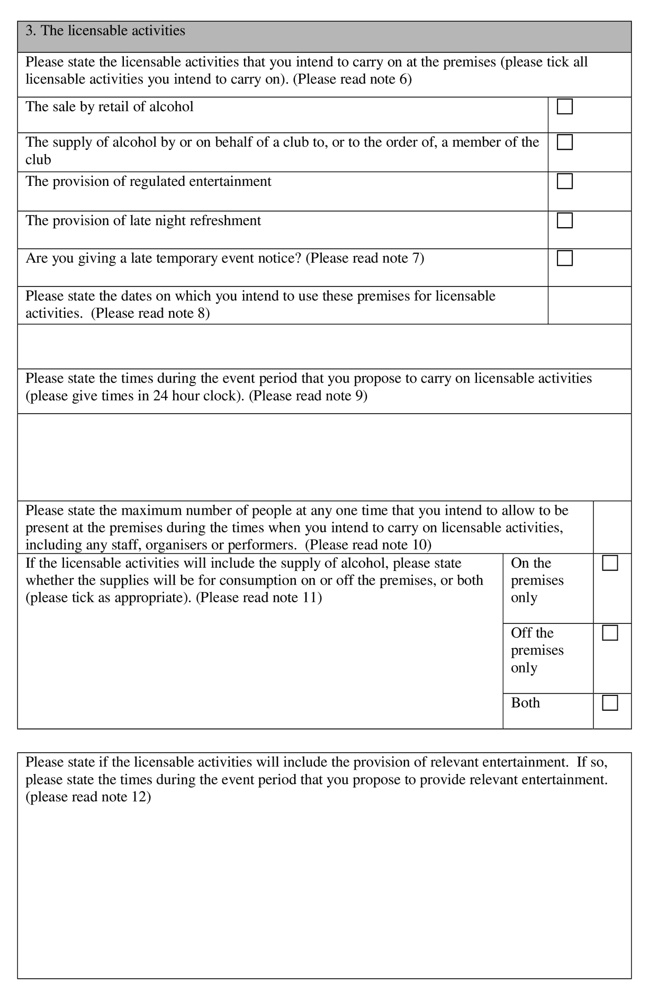 3. The licensable activities
Please state the licensable activities that you intend to carry on at the premises (please tick all
licensable activities you intend to carry on). (Please read note 6)
The sale by retail of alcohol
The supply of alcohol by or on behalf of a club to, or to the order of, a member of the
club
The provision of regulated entertainment
The provision of late night refreshment
Are you giving a late temporary event notice? (Please read note 7)
Please state the dates on which you intend to use these premises for licensable
activities.  (Please read note 8)
Please state the times during the event period that you propose to carry on licensable activities
(please give times in 24 hour clock). (Please read note 9)
Please state the maximum number of people at any one time that you intend to allow to be
present at the premises during the times when you intend to carry on licensable activities,
including any staff, organisers or performers.  (Please read note 10)
If the licensable activities will include the supply of alcohol, please state
whether the supplies will be for consumption on or off the premises, or both
(please tick as appropriate). (Please read note 11)
On the
premises
only
Off the
premises
only
Both
Please state if the licensable activities will include the provision of relevant entertainment.  If so,
please state the times during the event period that you propose to provide relevant entertainment.
(please read note 12)